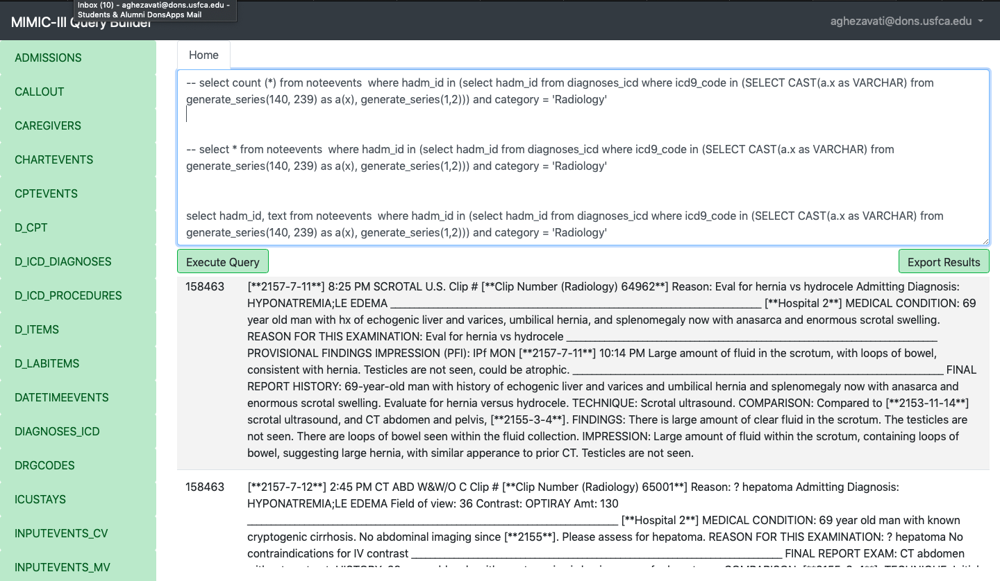 Inbox (10) - aghezavati@dons.usfca.edu -
Students & Alumni DonsApps Mail
MIMIC-III Query Builder
aghezavati@dons.usfca.edu
ADMISSIONS
CALLOUT
CAREGIVERS
CHARTEVENTS
CPTEVENTS
D_CPT
D_ICD_DIAGNOSES
D_ICD_PROCEDURES
D_ITEMS
D_LABITEMS
DATETIMEEVENTS
DIAGNOSES_ICD
DRGCODES
ICUSTAYS
INPUTEVENTS_CV
INPUTEVENTS_MV
Home
-- select count (*) from noteevents  where hadm_id in (select hadm_id from diagnoses_icd where icd9_code in (SELECT CAST(a.x as VARCHAR) from
generate_series(140, 239) as a(x), generate_series(1,2))) and category = 'Radiology'
-- select * from noteevents  where hadm_id in (select hadm_id from diagnoses_icd where icd9_code in (SELECT CAST(a.x as VARCHAR) from
generate_series(140, 239) as a(x), generate_series(1,2))) and category = 'Radiology'
select hadm_id, text from noteevents  where hadm_id in (select hadm_id from diagnoses_icd where icd9_code in (SELECT CAST(a.x as VARCHAR) from
generate_series(140, 239) as a(x), generate_series(1,2))) and category = 'Radiology'
Execute Query
Export Results
158463 [**2157-7-11**] 8:25 PM SCROTAL U.S. Clip # [**Clip Number (Radiology) 64962**] Reason: Eval for hernia vs hydrocele Admitting Diagnosis:
HYPONATREMIA;LE EDEMA ______________________________________________________________________________ [**Hospital 2**] MEDICAL CONDITION: 69
year old man with hx of echogenic liver and varices, umbilical hernia, and splenomegaly now with anasarca and enormous scrotal swelling.
REASON FOR THIS EXAMINATION: Eval for hernia vs hydrocele ______________________________________________________________________________
PROVISIONAL FINDINGS IMPRESSION (PFI): IPf MON [**2157-7-11**] 10:14 PM Large amount of fluid in the scrotum, with loops of bowel,
consistent with hernia. Testicles are not seen, could be atrophic. ______________________________________________________________________________ FINAL
REPORT HISTORY: 69-year-old man with history of echogenic liver and varices and umbilical hernia and splenomegaly now with anasarca and
enormous scrotal swelling. Evaluate for hernia versus hydrocele. TECHNIQUE: Scrotal ultrasound. COMPARISON: Compared to [**2153-11-14**]
scrotal ultrasound, and CT abdomen and pelvis, [**2155-3-4**]. FINDINGS: There is large amount of clear fluid in the scrotum. The testicles are
not seen. There are loops of bowel seen within the fluid collection. IMPRESSION: Large amount of fluid within the scrotum, containing loops of
bowel, suggesting large hernia, with similar apperance to prior CT. Testicles are not seen.
158463 [**2157-7-12**] 2:45 PM CT ABD W&W/O C Clip # [**Clip Number (Radiology) 65001**] Reason: ? hepatoma Admitting Diagnosis:
HYPONATREMIA;LE EDEMA Field of view: 36 Contrast: OPTIRAY Amt: 130
______________________________________________________________________________ [**Hospital 2**] MEDICAL CONDITION: 69 year old man with known
cryptogenic cirrhosis. No abdominal imaging since [**2155**]. Please assess for hepatoma. REASON FOR THIS EXAMINATION: ? hepatoma No
contraindications for IV contrast ______________________________________________________________________________ FINAL REPORT EXAM: CT abdomen